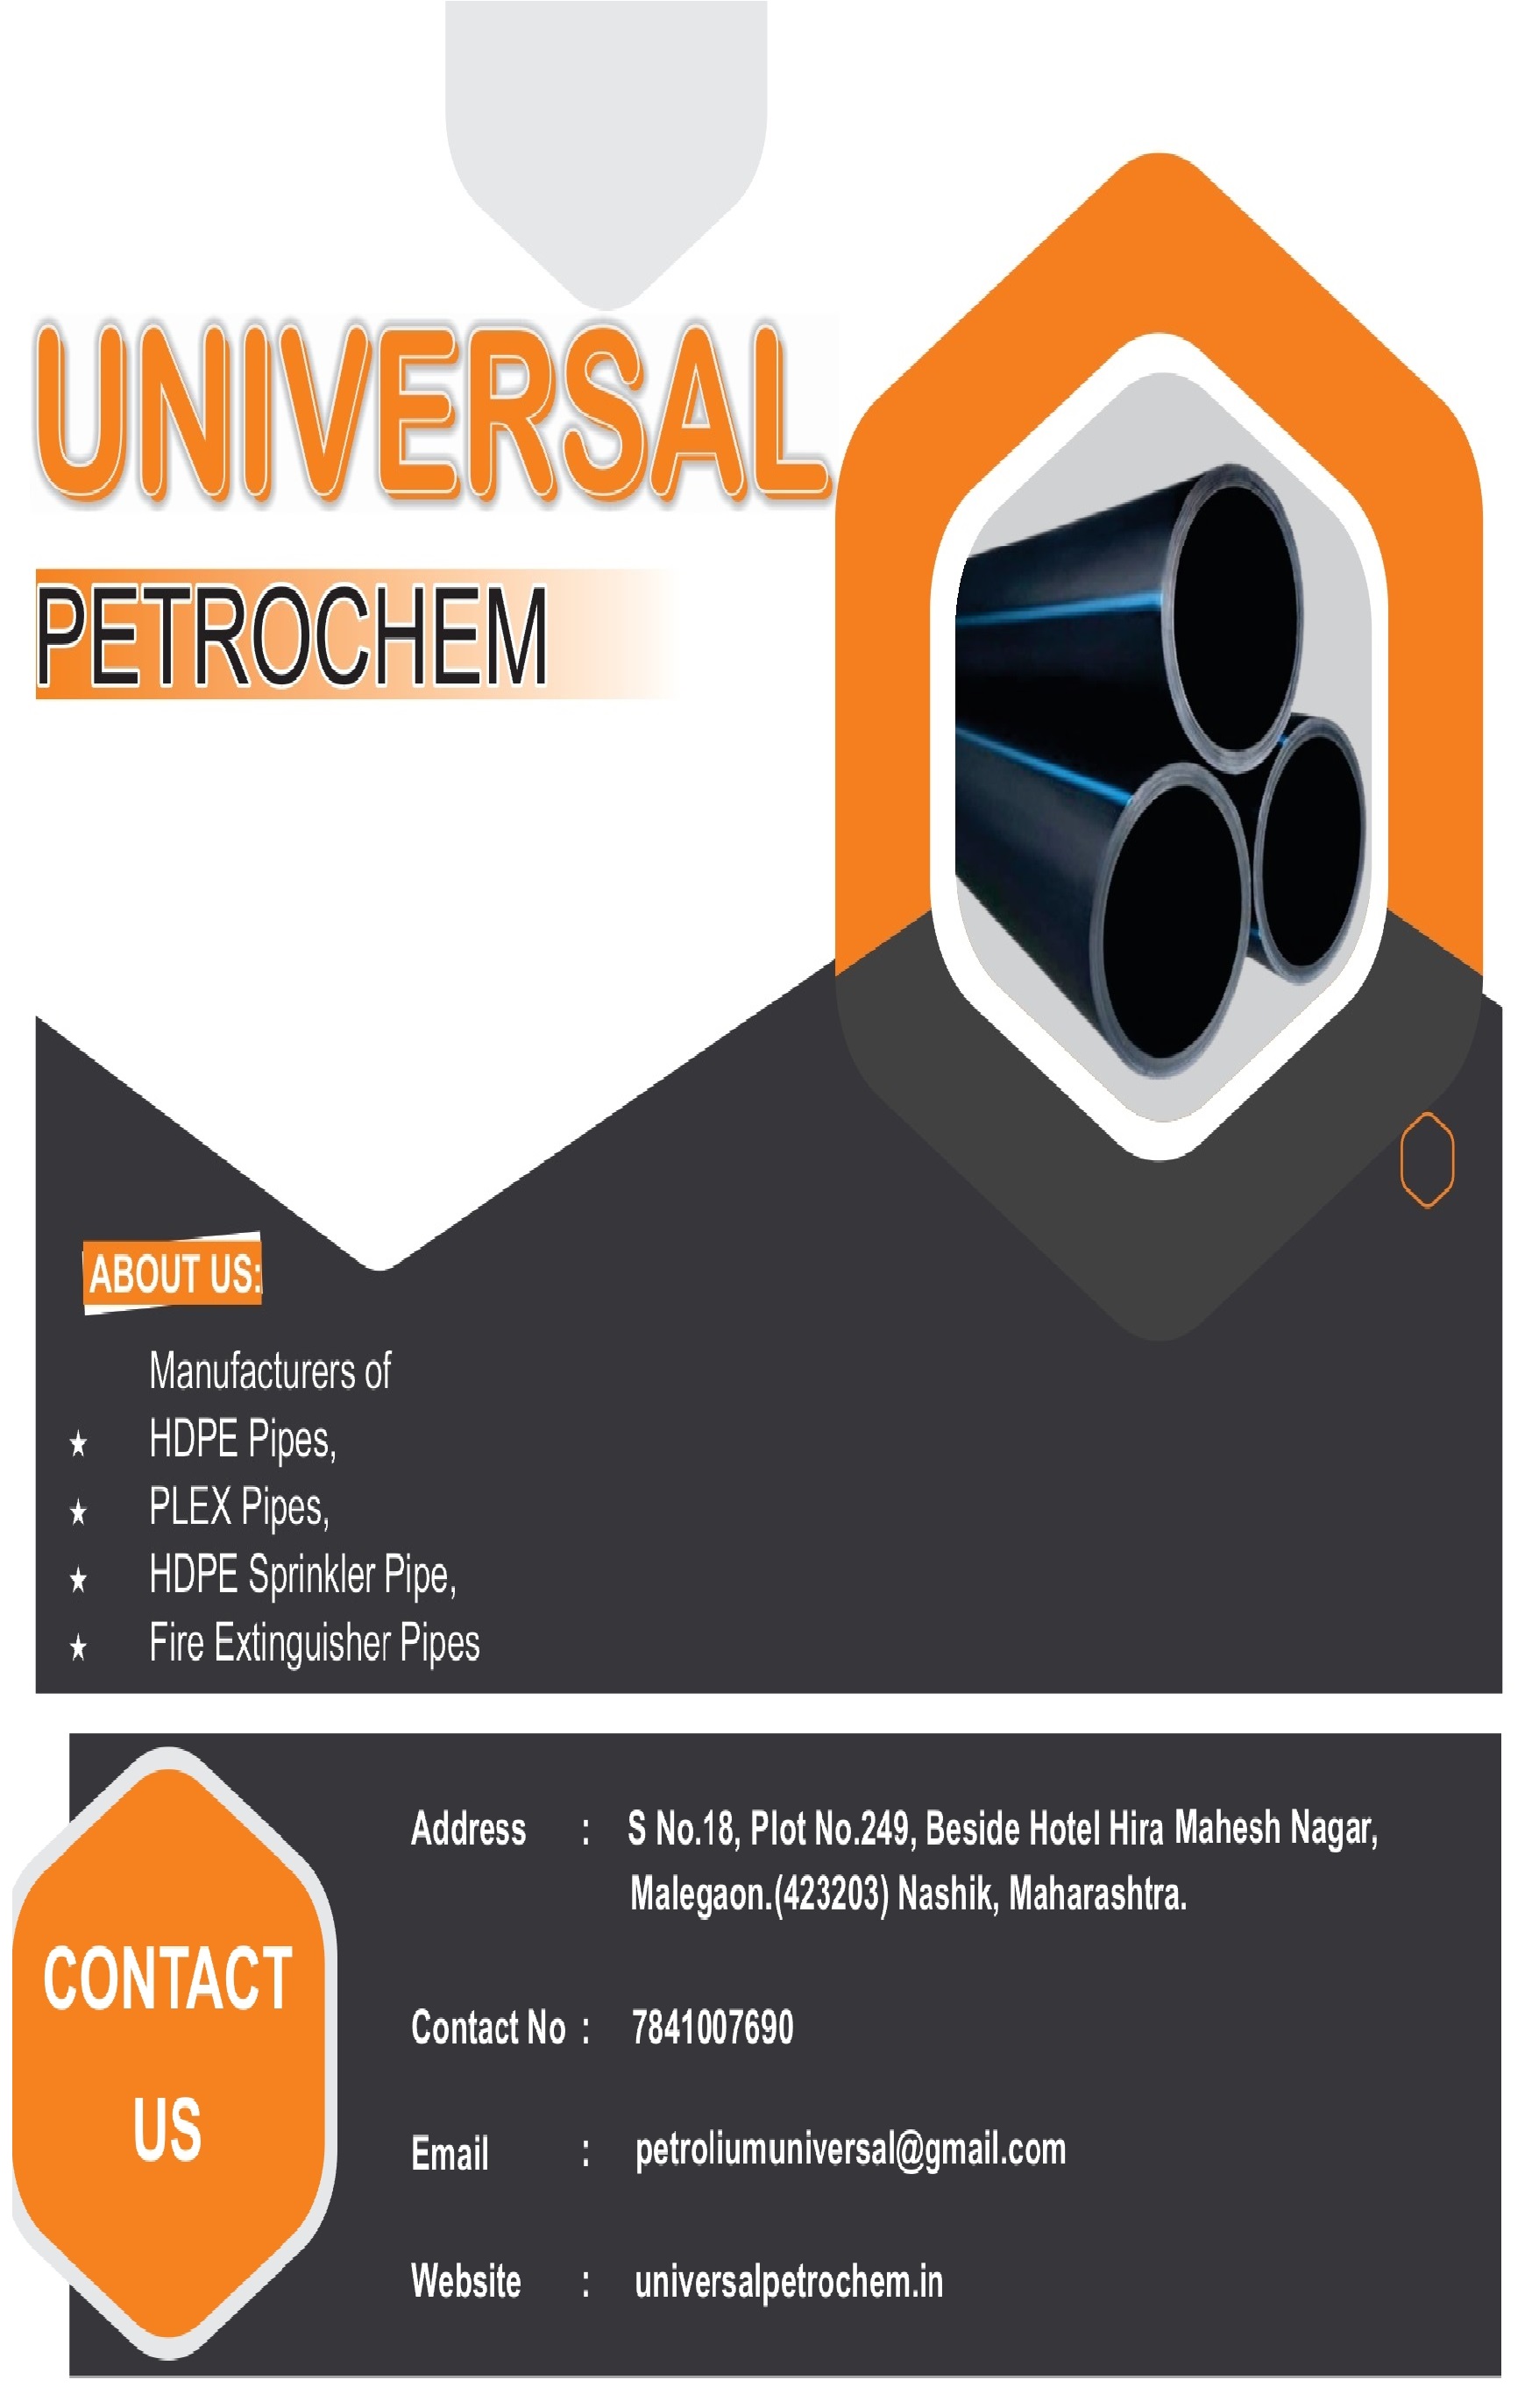 UNIVERSAL
PETROCHEM
ABOUT US:
Manufacturers of
★ HDPE Pipes,
★ PLEX Pipes,
★ HDPE Sprinkler Pipe,
★ Fire Extinguisher Pipes
CONTACT
US
Address : S No.18, Plot No.249, Beside Hotel Hira Mahesh Nagar,
Malegaon.(423203) Nashik, Maharashtra.
Contact No : 7841007690
Email : petroliumuniversal@gmail.com
Website : universalpetrochem.in